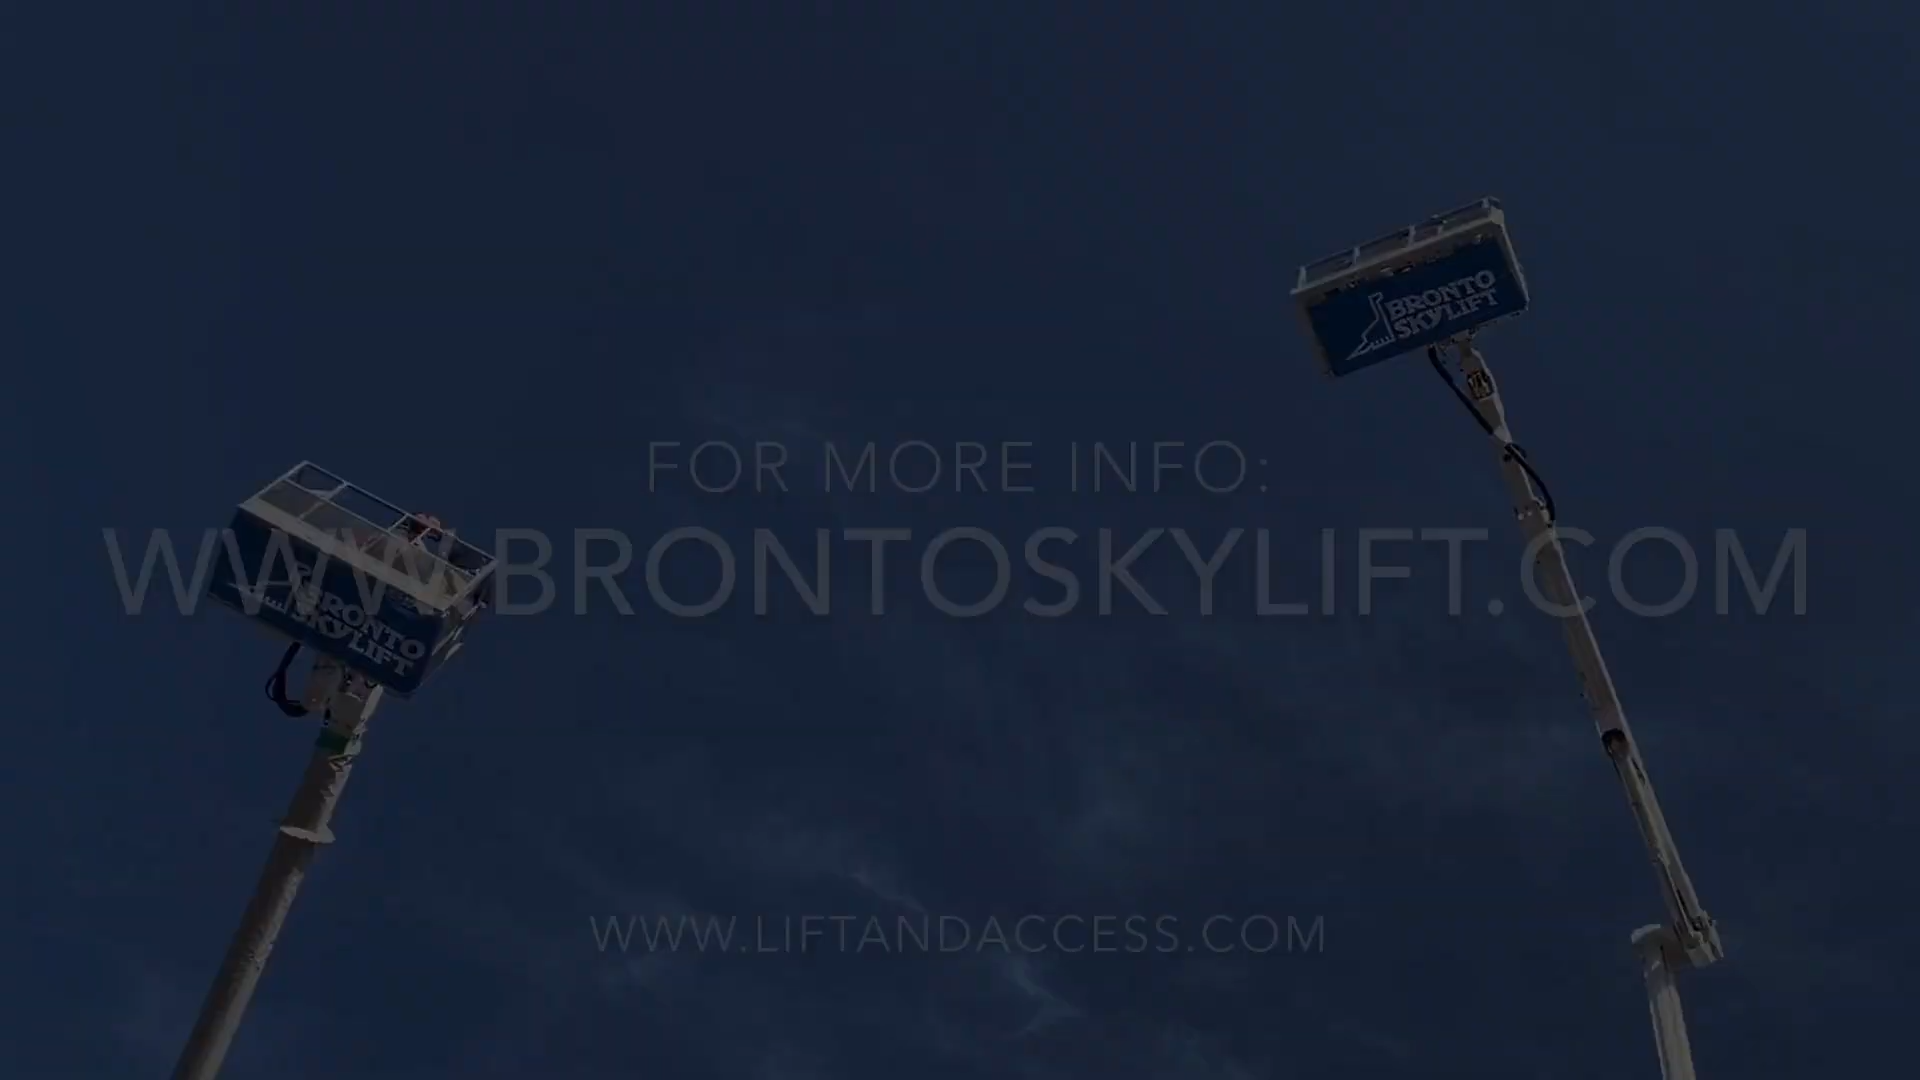 BRONTO
SKYLIFT
FOR MORE INFO:
WWW.BRONTOSKYLIFT.COM
BRONTO
SKYLIFT
WWW.LIFTANDACCESS.COM